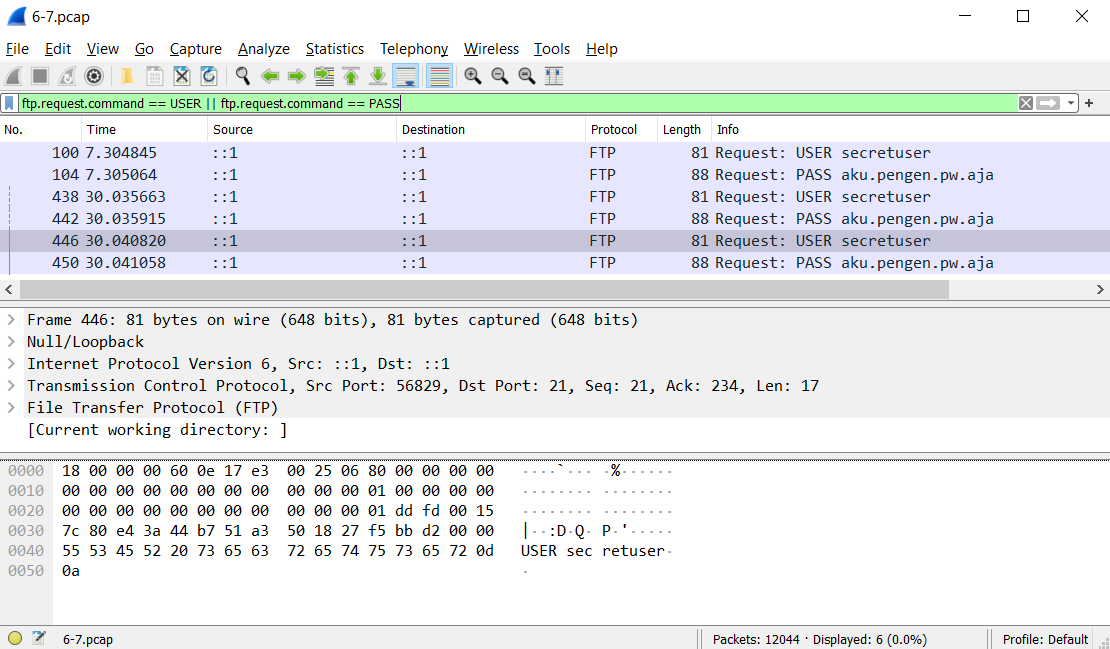 6-7.pcap
File Edit View Go Capture Analyze Statistics Telephony Wireless Tools Help
ftp.request.command == USER || ftp.request.command == PASS
No. Time Source Destination Protocol Length Info
100 7.304845 ::1 ::1 FTP 81 Request: USER secretuser
104 7.305064 ::1 ::1 FTP 88 Request: PASS aku.pengen.pw.aja
438 30.035663 ::1 ::1 FTP 81 Request: USER secretuser
442 30.035915 ::1 ::1 FTP 88 Request: PASS aku.pengen.pw.aja
446 30.040820 ::1 ::1 FTP 81 Request: USER secretuser
450 30.041058 ::1 ::1 FTP 88 Request: PASS aku.pengen.pw.aja
Frame 446: 81 bytes on wire (648 bits), 81 bytes captured (648 bits)
Null/Loopback
Internet Protocol Version 6, Src: ::1, Dst: ::1
Transmission Control Protocol, Src Port: 56829, Dst Port: 21, Seq: 21, Ack: 234, Len: 17
File Transfer Protocol (FTP)
[Current working directory: ]
0000 18 00 00 00 60 0e 17 e3 00 25 06 80 00 00 00 00 ····`··· ·%······
0010 00 00 00 00 00 00 00 00 00 00 00 01 00 00 00 00 ········ ········
0020 00 00 00 00 00 00 00 00 00 00 00 01 dd fd 00 15 ········ ········
0030 7c 80 e4 3a 44 b7 51 a3 50 18 27 f5 bb d2 00 00 |··:D·Q· P·'·····
0040 55 53 45 52 20 73 65 63 72 65 74 75 73 65 72 0d USER sec retuser·
0050 0a ·
6-7.pcap Packets: 12044 · Displayed: 6 (0.0%) Profile: Default